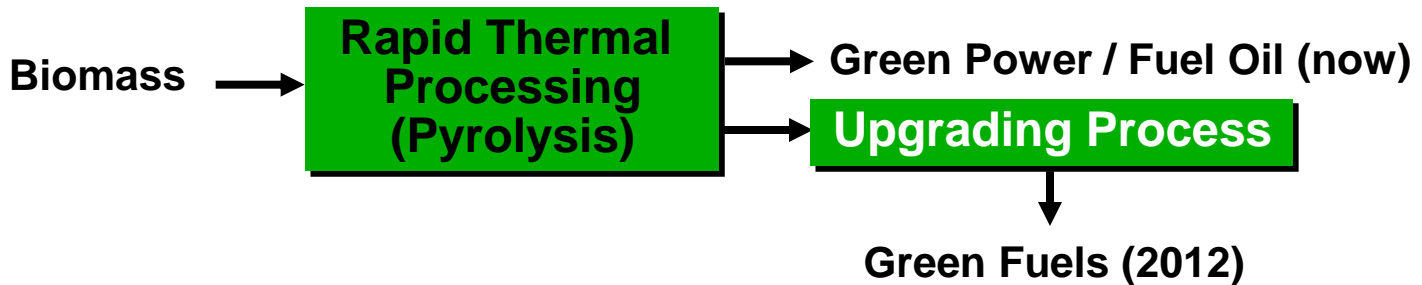 Biomass
Rapid Thermal
Processing
(Pyrolysis)
Green Power / Fuel Oil (now)
Upgrading Process
Green Fuels (2012)